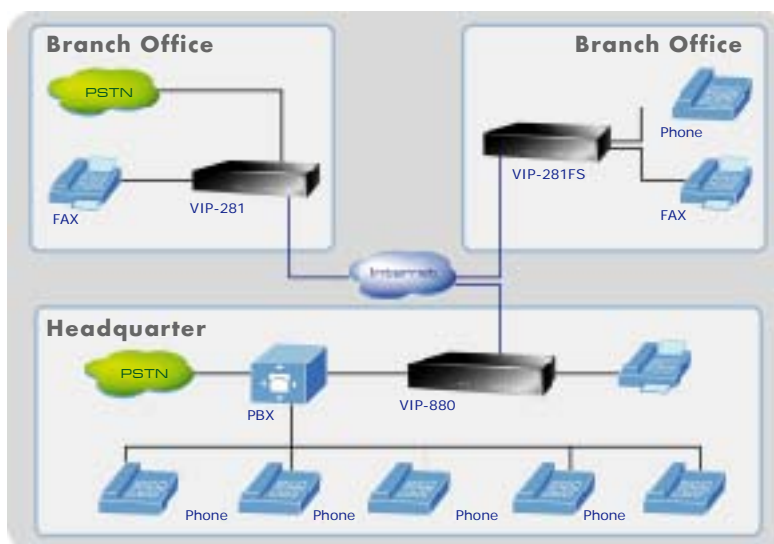 Branch Office
PSTN
FAX
VIP-281
Branch Office
Phone
VIP-281FS
FAX
Internet
Headquarter
PSTN
PBX
VIP-880
Phone
Phone
Phone
Phone